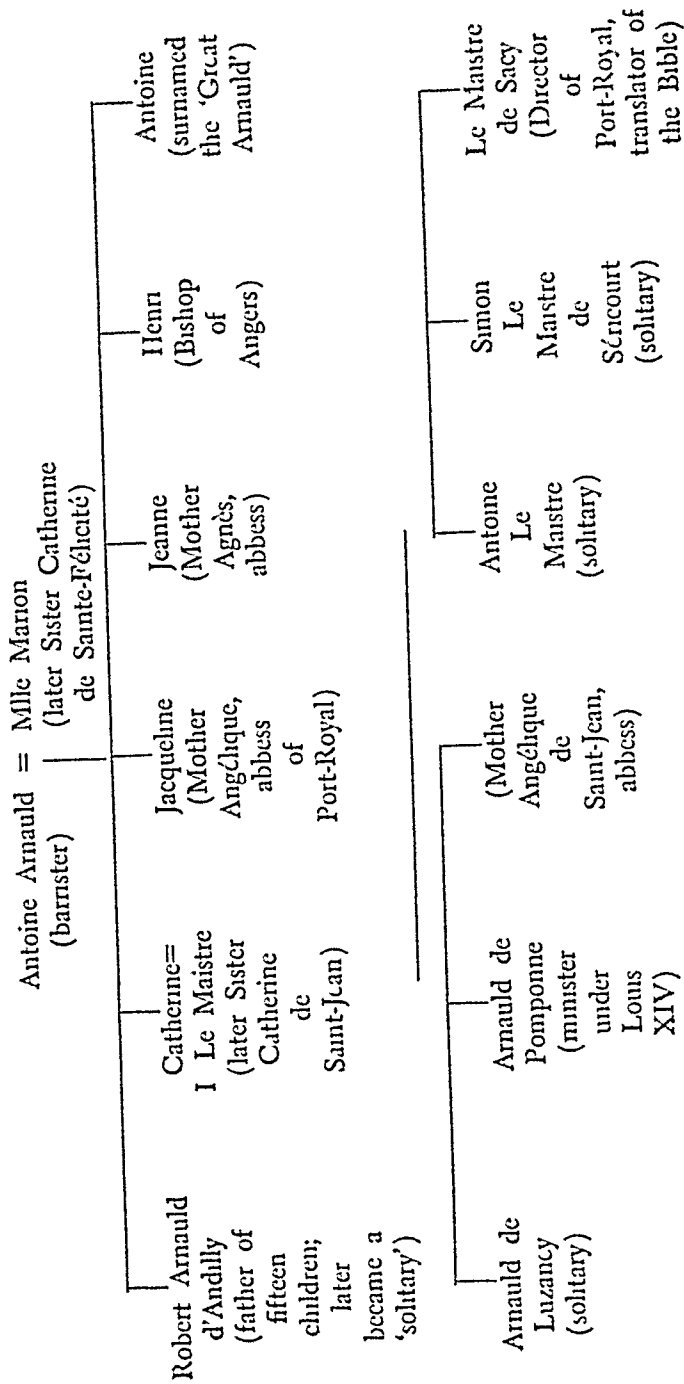 Antoine Arnauld = Mlle Marion
(barrister)
(later Sister Catherine
de Sainte-Félicité)
Robert Arnauld
d'Andilly
(father of
fifteen
children;
later
became a
'solitary')
Catherine=
I Le Maistre
(later Sister
Catherine
de
Saint-Jean)
Jacqueline
(Mother
Angélique,
abbess
of
Port-Royal)
Jeanne
(Mother
Agnès,
abbess)
Henri
(Bishop
of
Angers)
Antoine
(surnamed
the 'Great
Arnauld')
Arnauld de
Luzancy
(solitary)
Arnauld de
Pomponne
(minister
under
Louis
XIV)
(Mother
Angélique
de
Saint-Jean,
abbess)
Antoine
Le
Maistre
(solitary)
Simon
Le
Maistre
de
Séricourt
(solitary)
Le Maistre
de Sacy
(Director
of
Port-Royal,
translator of
the Bible)